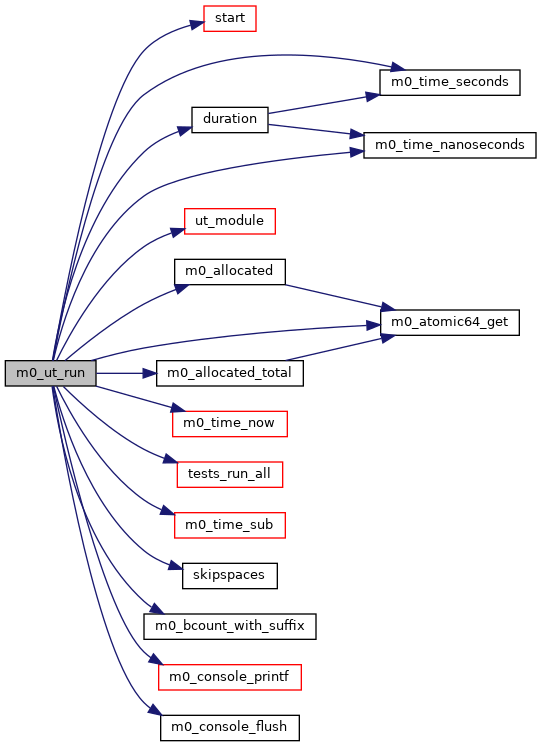 start
m0_time_seconds
duration
m0_time_nanoseconds
ut_module
m0_allocated
m0_atomic64_get
m0_ut_run
m0_allocated_total
m0_time_now
tests_run_all
m0_time_sub
skipspaces
m0_bcount_with_suffix
m0_console_printf
m0_console_flush